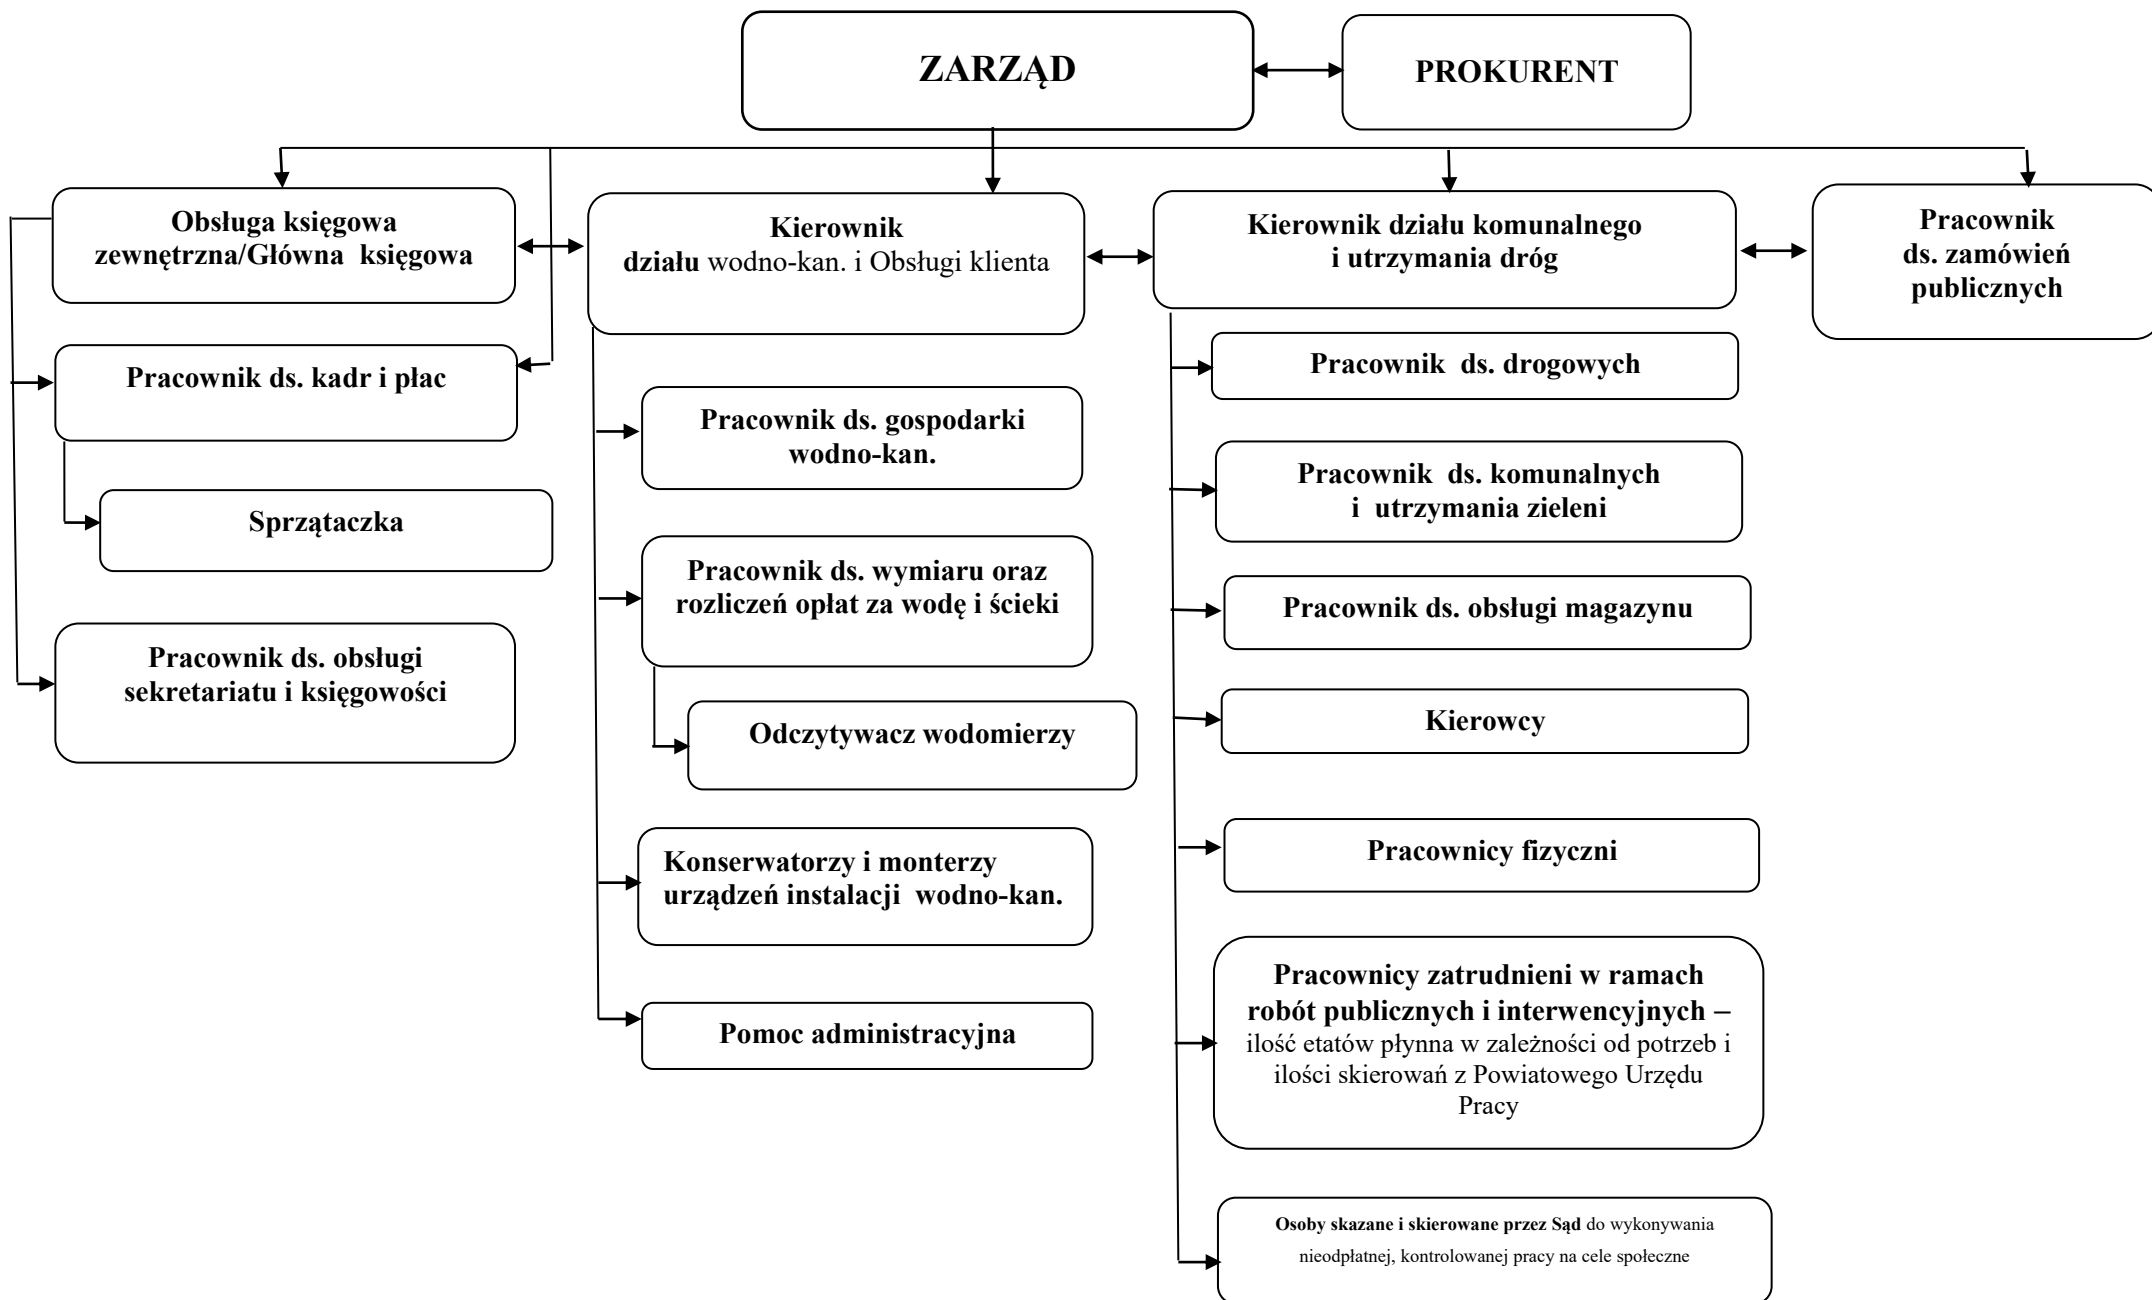 ZARZĄD
PROKURENT
Obsługa księgowa
zewnętrzna/Główna księgowa
Pracownik ds. kadr i płac
Sprzątaczka
Pracownik ds. obsługi
sekretariatu i księgowości
Kierownik
działu wodno-kan. i Obsługi klienta
Pracownik ds. gospodarki
wodno-kan.
Pracownik ds. wymiaru oraz
rozliczeń opłat za wodę i ścieki
Odczytywacz wodomierzy
Konserwatorzy i monterzy
urządzeń instalacji wodno-kan.
Pomoc administracyjna
Kierownik działu komunalnego
i utrzymania dróg
Pracownik ds. drogowych
Pracownik ds. komunalnych
i utrzymania zieleni
Pracownik ds. obsługi magazynu
Kierowcy
Pracownicy fizyczni
Pracownicy zatrudnieni w ramach
robót publicznych i interwencyjnych –
ilość etatów płynna w zależności od potrzeb i
ilości skierowań z Powiatowego Urzędu
Pracy
Osoby skazane i skierowane przez Sąd do wykonywania
nieodpłatnej, kontrolowanej pracy na cele społeczne
Pracownik
ds. zamówień
publicznych